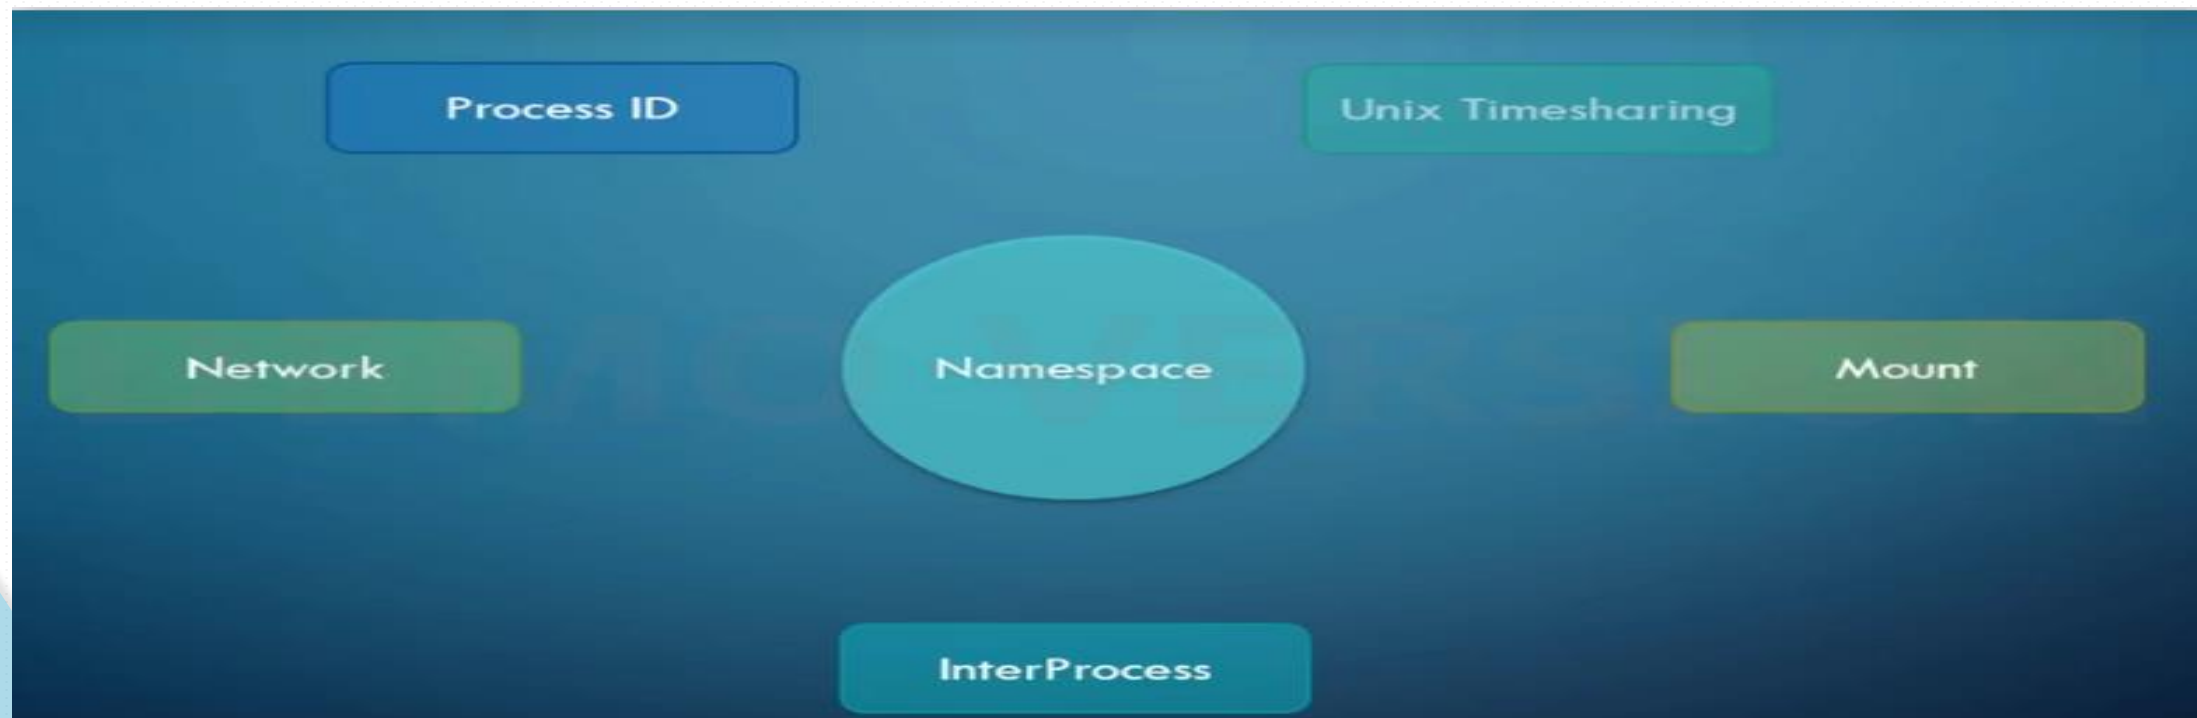 Process ID
Unix Timesharing
Network
Namespace
Mount
InterProcess